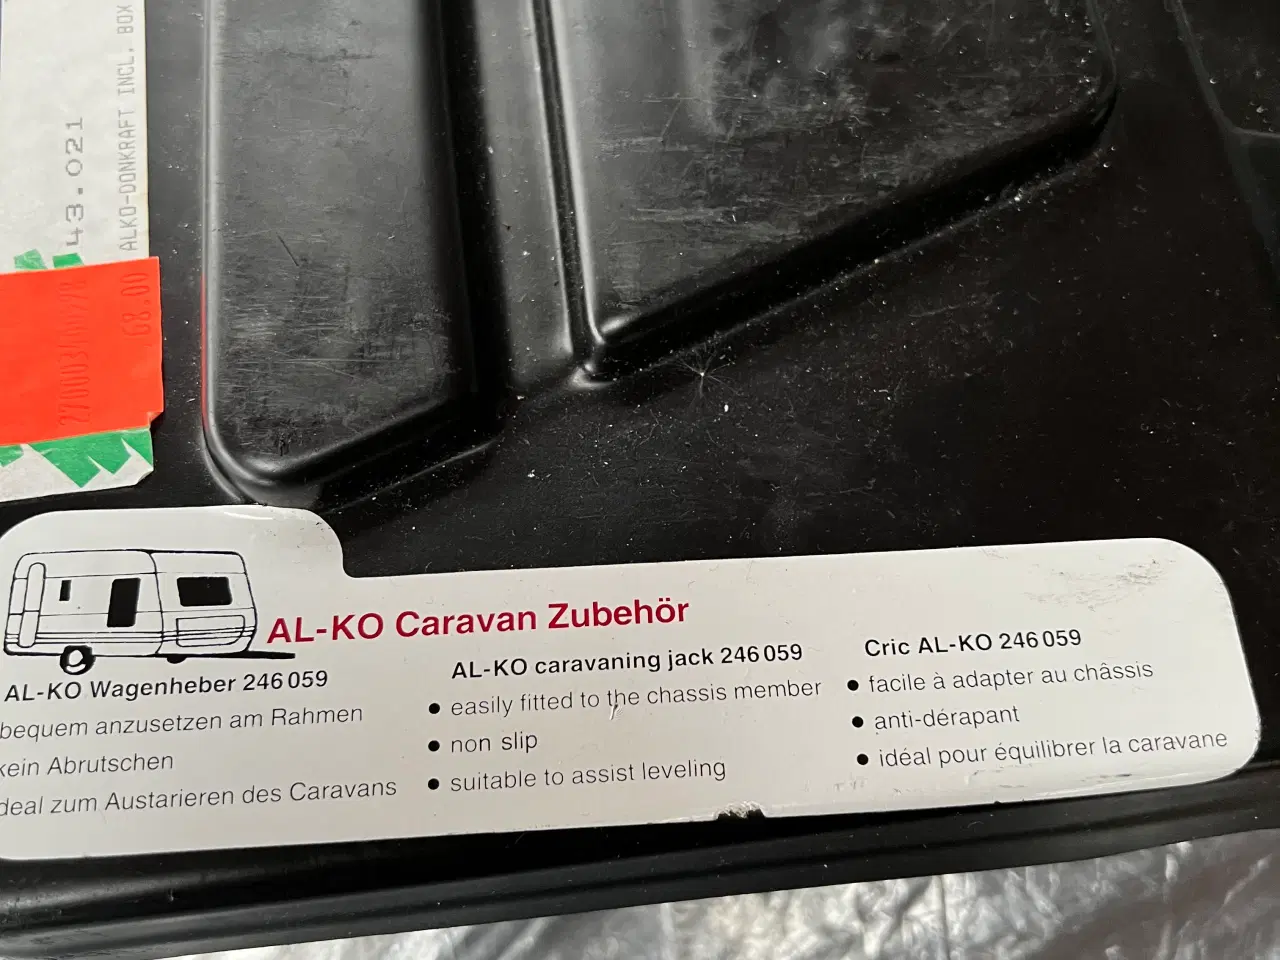 ALKO-DONKRAFT INCL. BOX
43.021
68.00
AL-KO Caravan Zubehör
AL-KO Wagenheber 246 059
bequem anzusetzen am Rahmen
kein Abrutschen
deal zum Austarieren des Caravans
AL-KO caravaning jack 246 059
• easily fitted to the chassis member
• non slip
• suitable to assist leveling
Cric AL-KO 246 059
• facile à adapter au châssis
• anti-dérapant
• idéal pour équilibrer la caravane